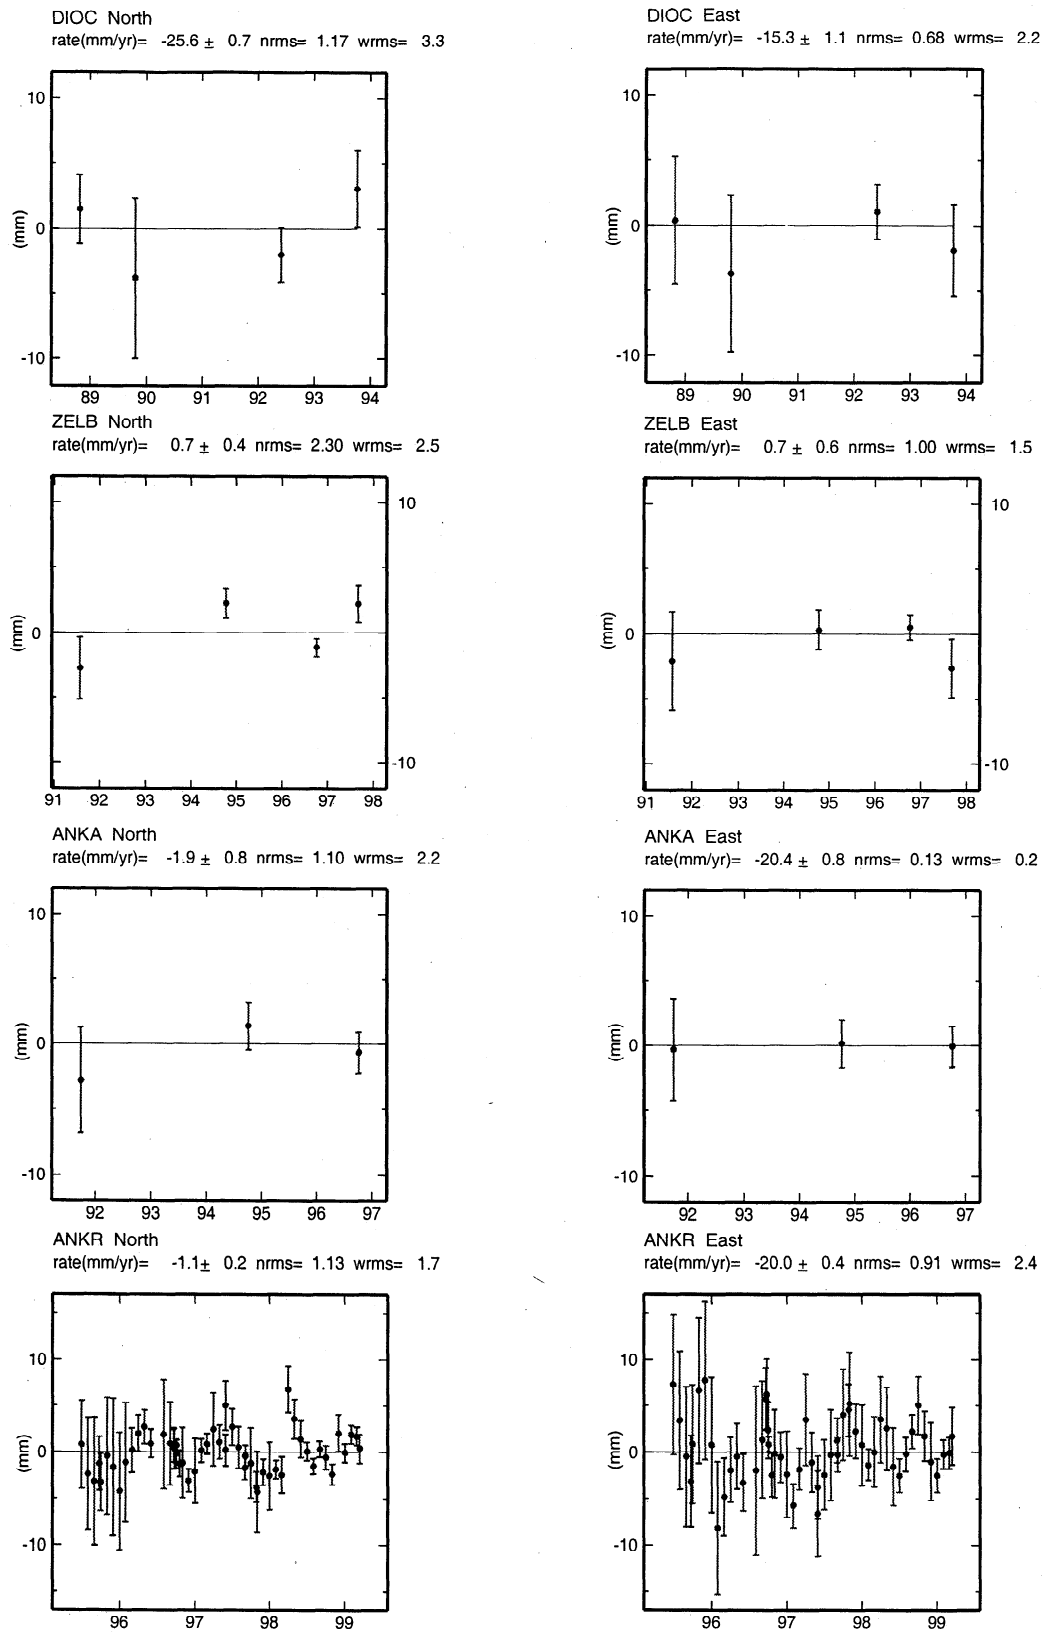 DIOC North
rate(mm/yr)= -25.6 ± 0.7 nrms= 1.17 wrms= 3.3
10
0
-10
(mm)
89 90 91 92 93 94
DIOC East
rate(mm/yr)= -15.3 ± 1.1 nrms= 0.68 wrms= 2.2
10
0
-10
(mm)
89 90 91 92 93 94
ZELB North
rate(mm/yr)= 0.7 ± 0.4 nrms= 2.30 wrms= 2.5
10
0
-10
(mm)
91 92 93 94 95 96 97 98
ZELB East
rate(mm/yr)= 0.7 ± 0.6 nrms= 1.00 wrms= 1.5
10
0
-10
(mm)
91 92 93 94 95 96 97 98
ANKA North
rate(mm/yr)= -1.9 ± 0.8 nrms= 1.10 wrms= 2.2
10
0
-10
(mm)
92 93 94 95 96 97
ANKA East
rate(mm/yr)= -20.4 ± 0.8 nrms= 0.13 wrms= 0.2
10
0
-10
(mm)
92 93 94 95 96 97
ANKR North
rate(mm/yr)= -1.1 ± 0.2 nrms= 1.13 wrms= 1.7
10
0
-10
(mm)
96 97 98 99
ANKR East
rate(mm/yr)= -20.0 ± 0.4 nrms= 0.91 wrms= 2.4
10
0
-10
(mm)
96 97 98 99